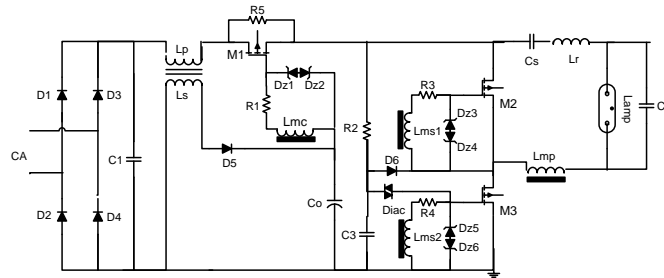 R5
Lp
M1
Cs
Lr
D1
D3
Ls
Dz1
Dz2
R3
M2
R1
Dz3
Lamp
C
Lmc
R2
Lms1
Dz4
CA
C1
D5
D6
Lmp
D2
D4
Co
Diac
R4
M3
C3
Lms2
Dz5
Dz6